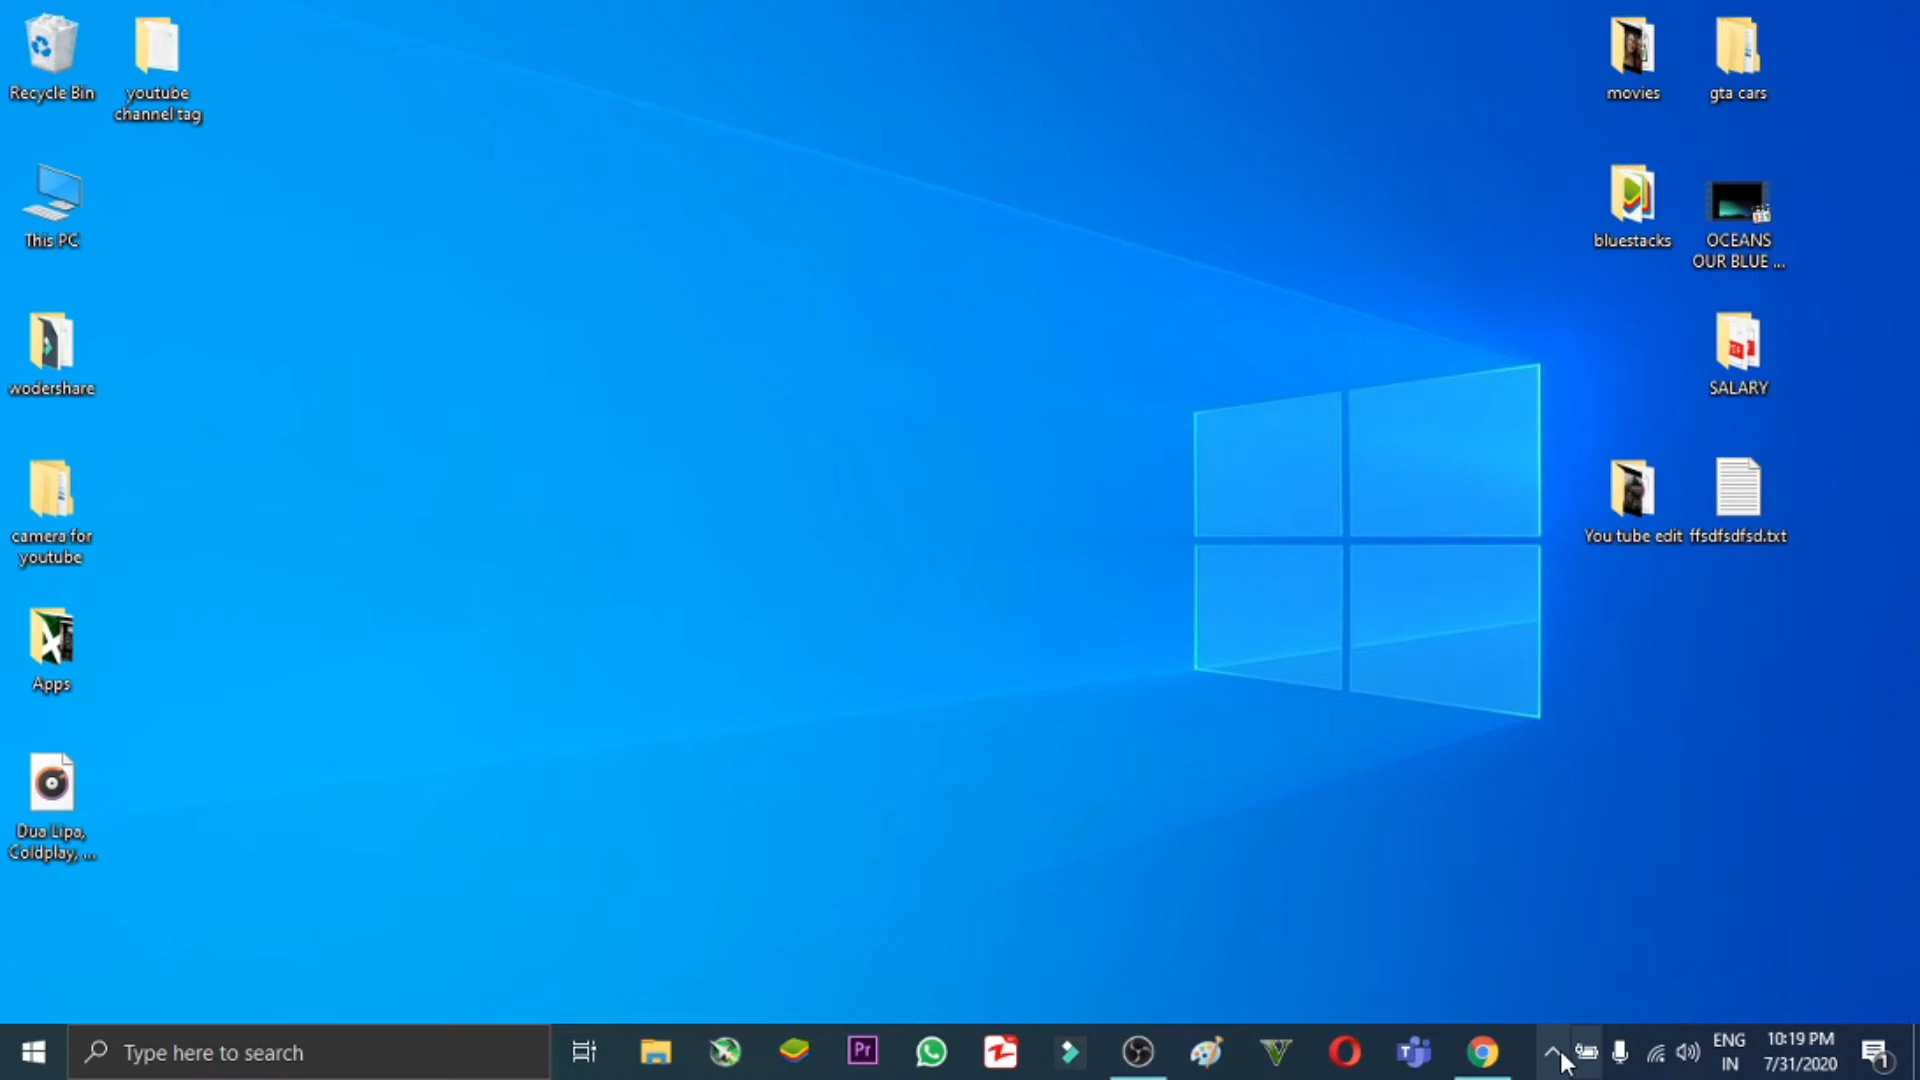 Recycle Bin
youtube
channel tag
movies
gta cars
This PC
bluestacks
OCEANS
OUR BLUE ...
wodershare
SALARY
camera for
youtube
You tube edit
ffsdfsdfsd.txt
Apps
Dua Lipa,
Coldplay, ...
Type here to search
Pr
ENG
IN
10:19 PM
7/31/2020
1